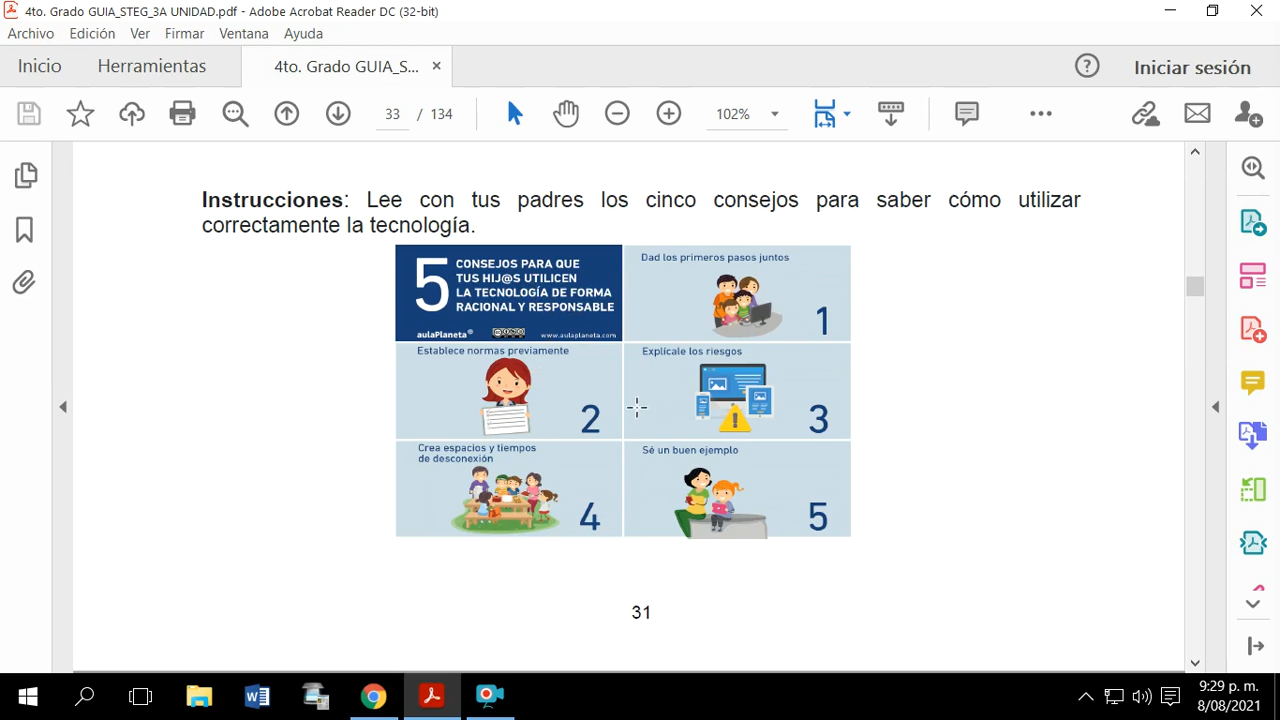 4to. Grado GUIA_STEG_3A UNIDAD.pdf - Adobe Acrobat Reader DC (32-bit)
Archivo Edición Ver Firmar Ventana Ayuda
Inicio Herramientas 4to. Grado GUIA_S... Iniciar sesión
33 / 134 102%
Instrucciones: Lee con tus padres los cinco consejos para saber cómo utilizar
correctamente la tecnología.
5 CONSEJOS PARA QUE
TUS HIJ@S UTILICEN
LA TECNOLOGÍA DE FORMA
RACIONAL Y RESPONSABLE
aulaPlaneta www.aulaplaneta.com
Dad los primeros pasos juntos
1
Establece normas previamente
2
Explícale los riesgos
3
Crea espacios y tiempos
de desconexión
4
Sé un buen ejemplo
5
31
9:29 p. m.
8/08/2021